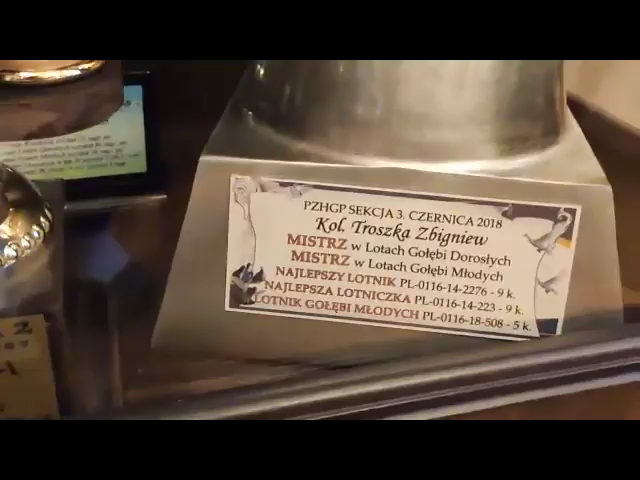 PZHGP SEKCJA 3. CZERNICA 2018
Kol. Troszka Zbigniew
MISTRZ w Lotach Gołębi Dorosłych
MISTRZ w Lotach Gołębi Młodych
NAJLEPSZY LOTNIK PL-0116-14-2276 - 9 k.
NAJLEPSZA LOTNICZKA PL-0116-14-223 - 9 k.
LOTNIK GOŁĘBI MŁODYCH PL-0116-18-508 - 5 k.